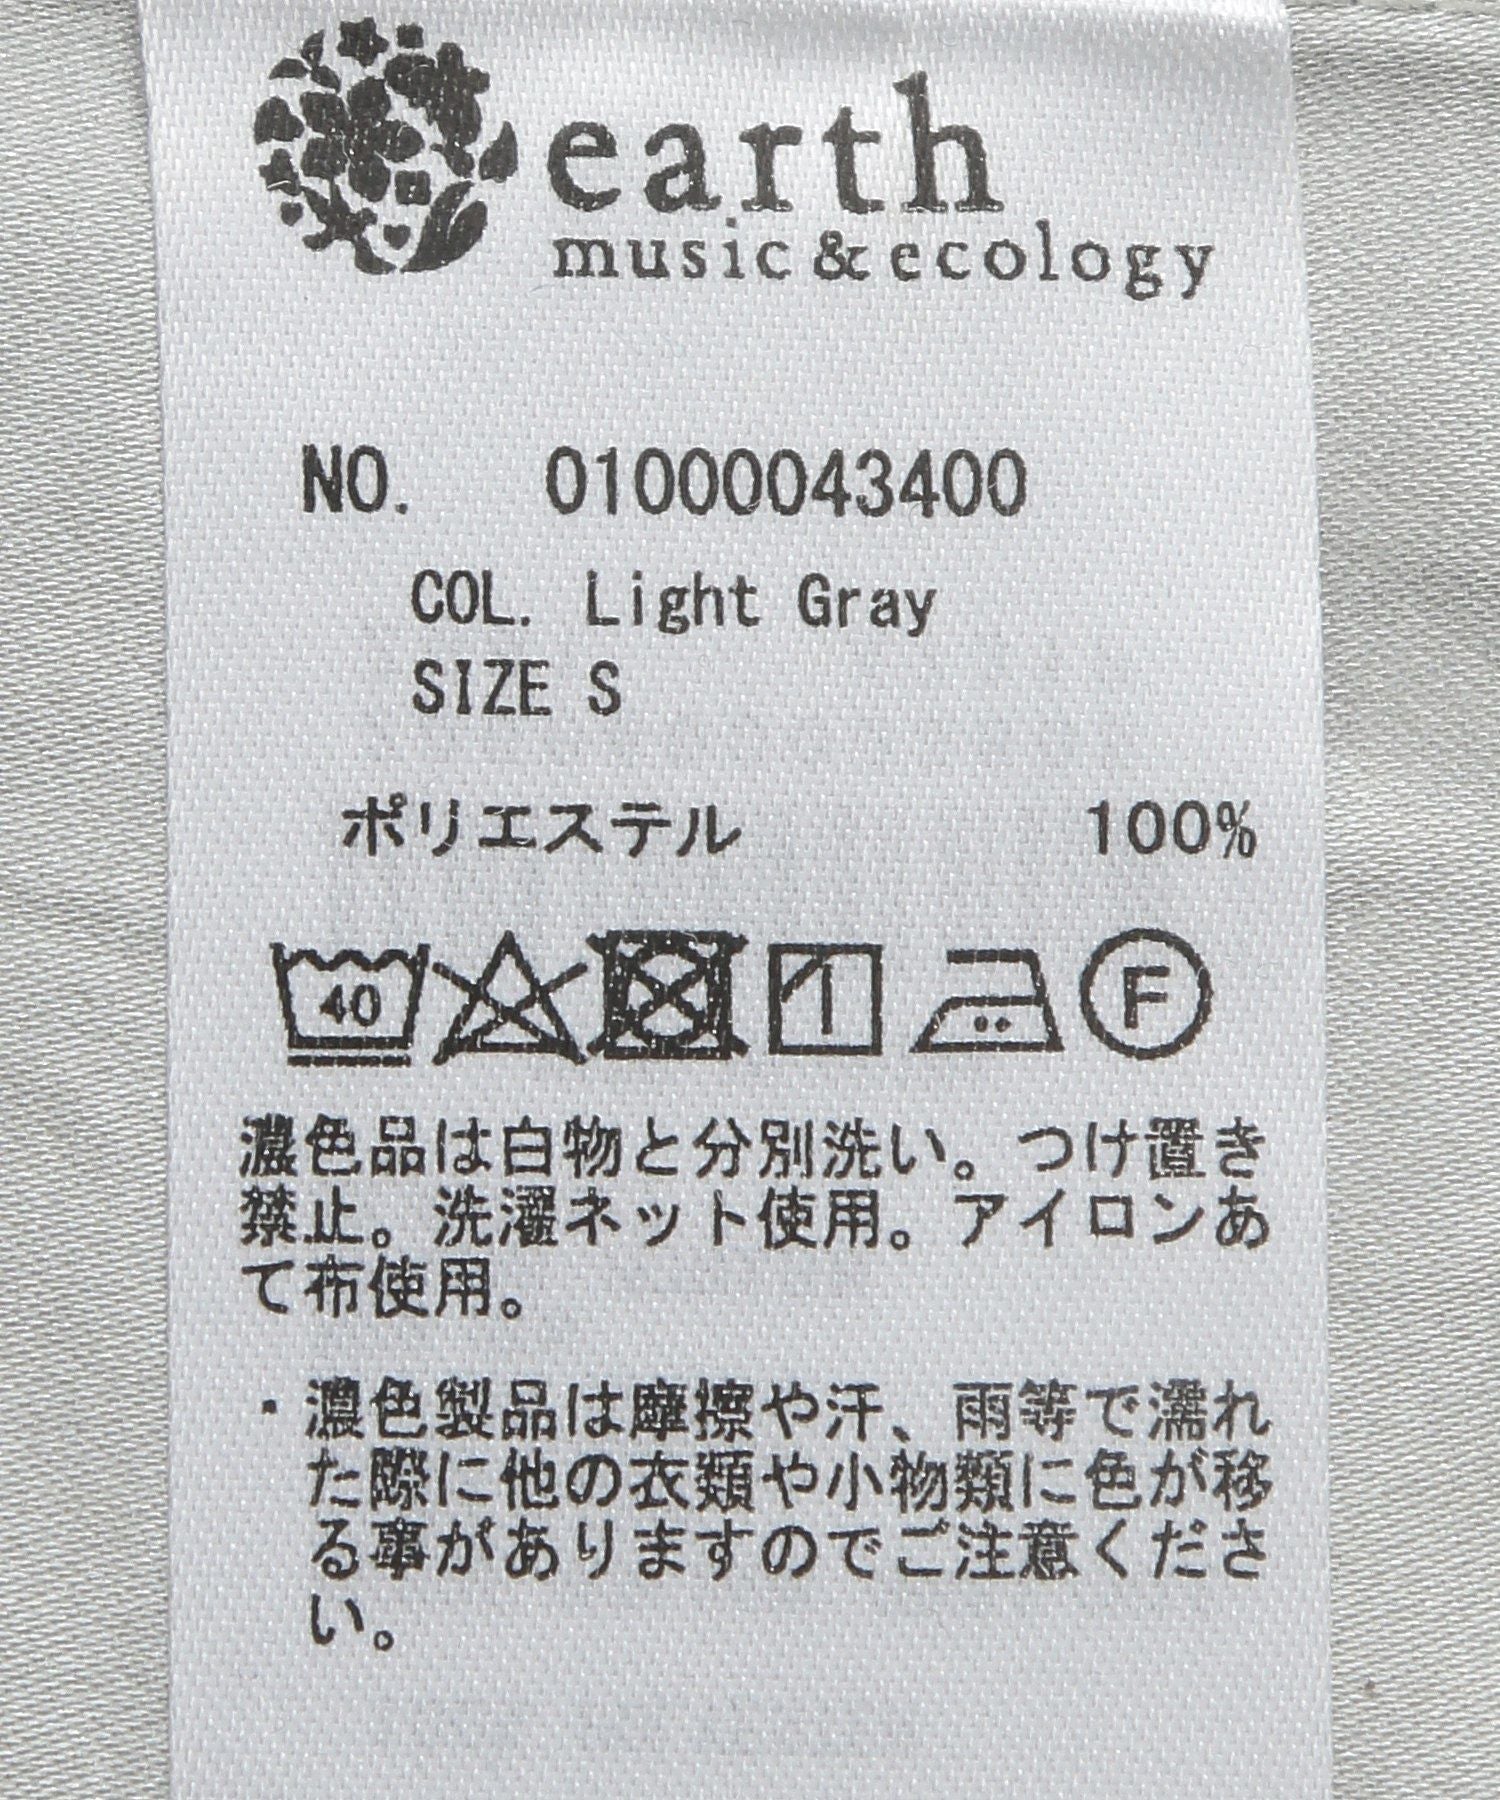 earth
music&ecology
NO. 01000043400
COL. Light Gray
SIZE S
ポリエステル 100%
40 F
濃色品は白物と分別洗い。つけ置き
禁止。洗濯ネット使用。アイロンあ
て布使用。
・濃色製品は摩擦や汗、雨等で濡れ
た際に他の衣類や小物類に色が移
る事がありますのでご注意くださ
い。